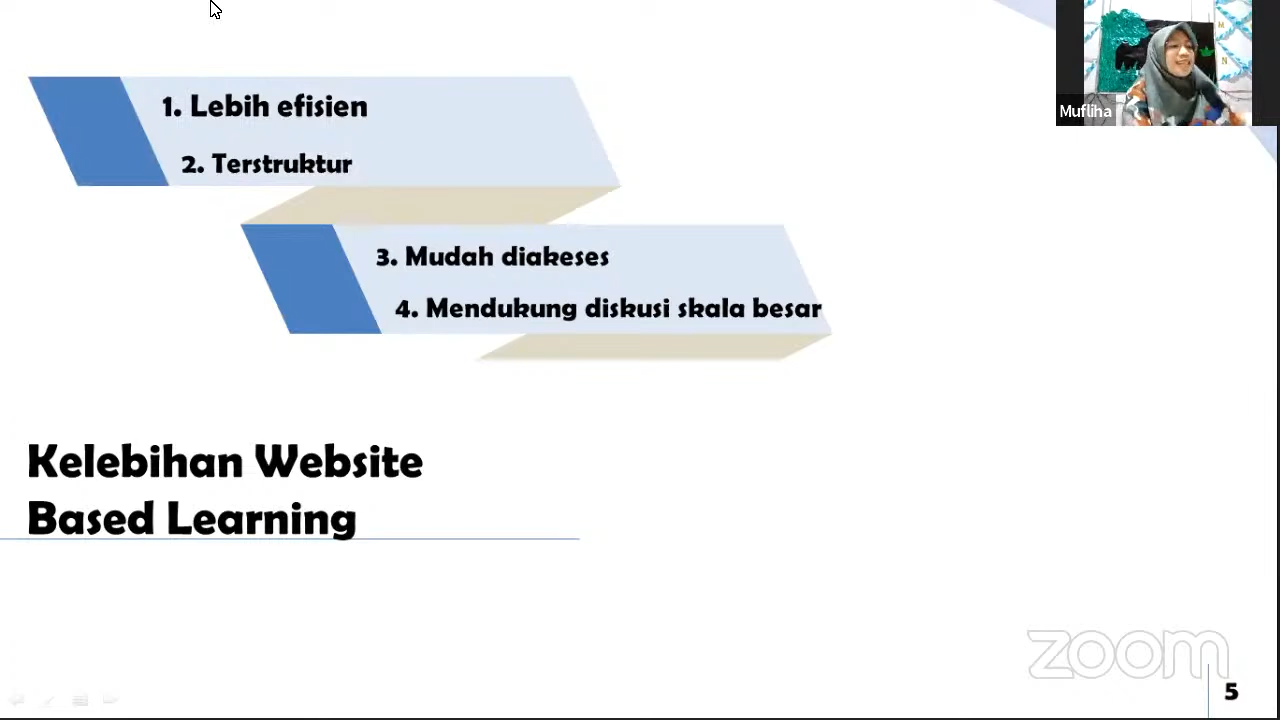 1. Lebih efisien
2. Terstruktur
3. Mudah diakeses
4. Mendukung diskusi skala besar
Kelebihan Website
Based Learning
Mufliha
M
N
zoom
5